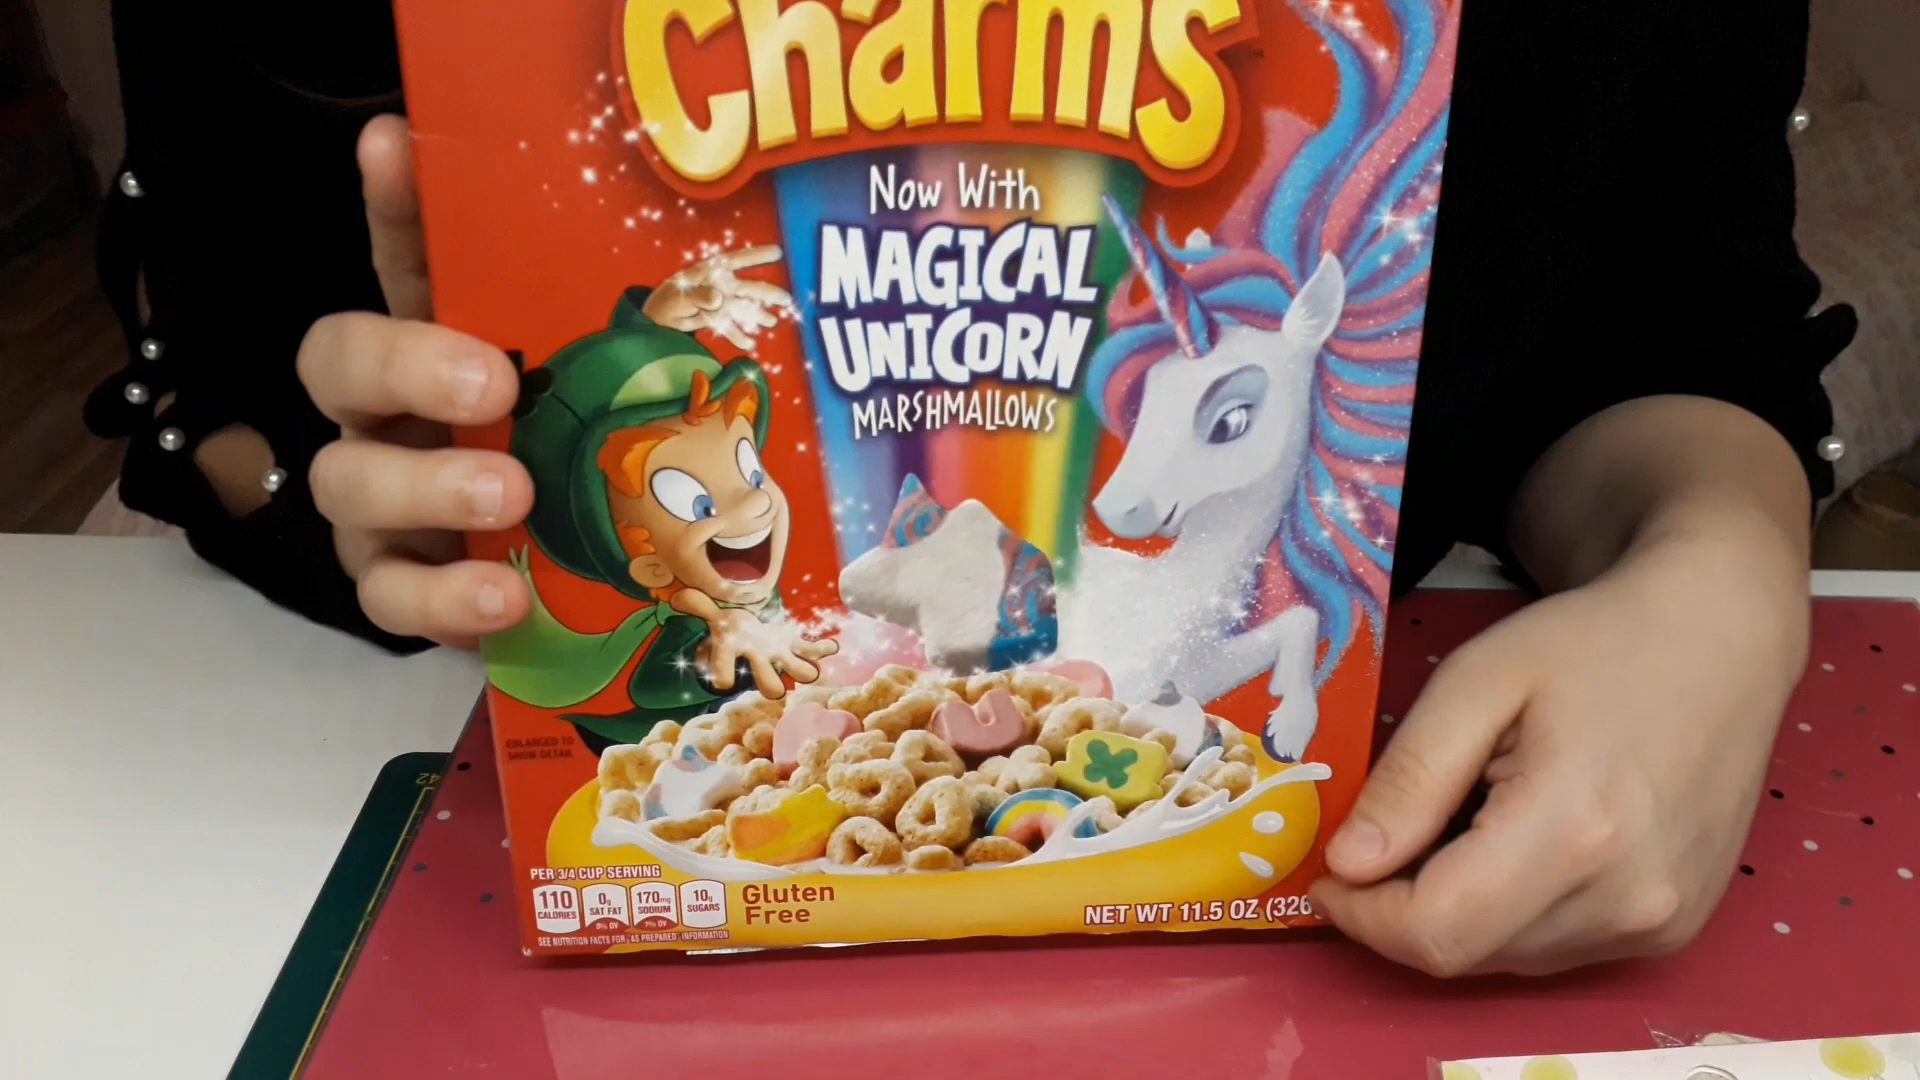 Charms
Now With
MAGICAL
UNICORN
MARSHMALLOWS
ENLARGED TO
SHOW DETAIL
PER 3/4 CUP SERVING
110
CALORIES
0g
SAT FAT
0% DV
170mg
SODIUM
7% DV
10g
SUGARS
SEE NUTRITION FACTS FOR "AS PREPARED" INFORMATION
Gluten
Free
NET WT 11.5 OZ (326
42